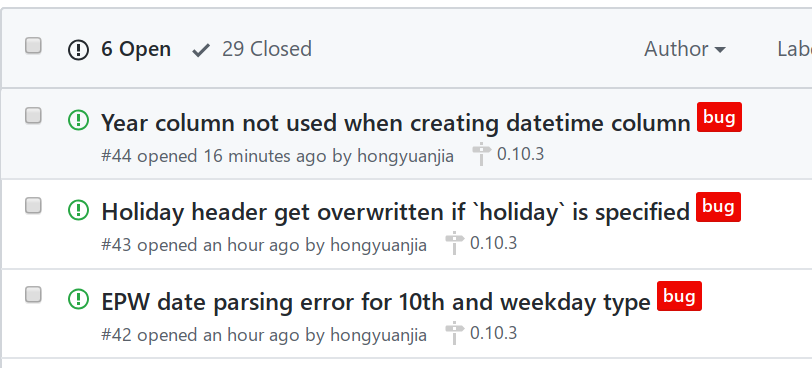 6 Open 29 Closed Author
Year column not used when creating datetime column bug
#44 opened 16 minutes ago by hongyuanjia 0.10.3
Holiday header get overwritten if `holiday` is specified bug
#43 opened an hour ago by hongyuanjia 0.10.3
EPW date parsing error for 10th and weekday type bug
#42 opened an hour ago by hongyuanjia 0.10.3